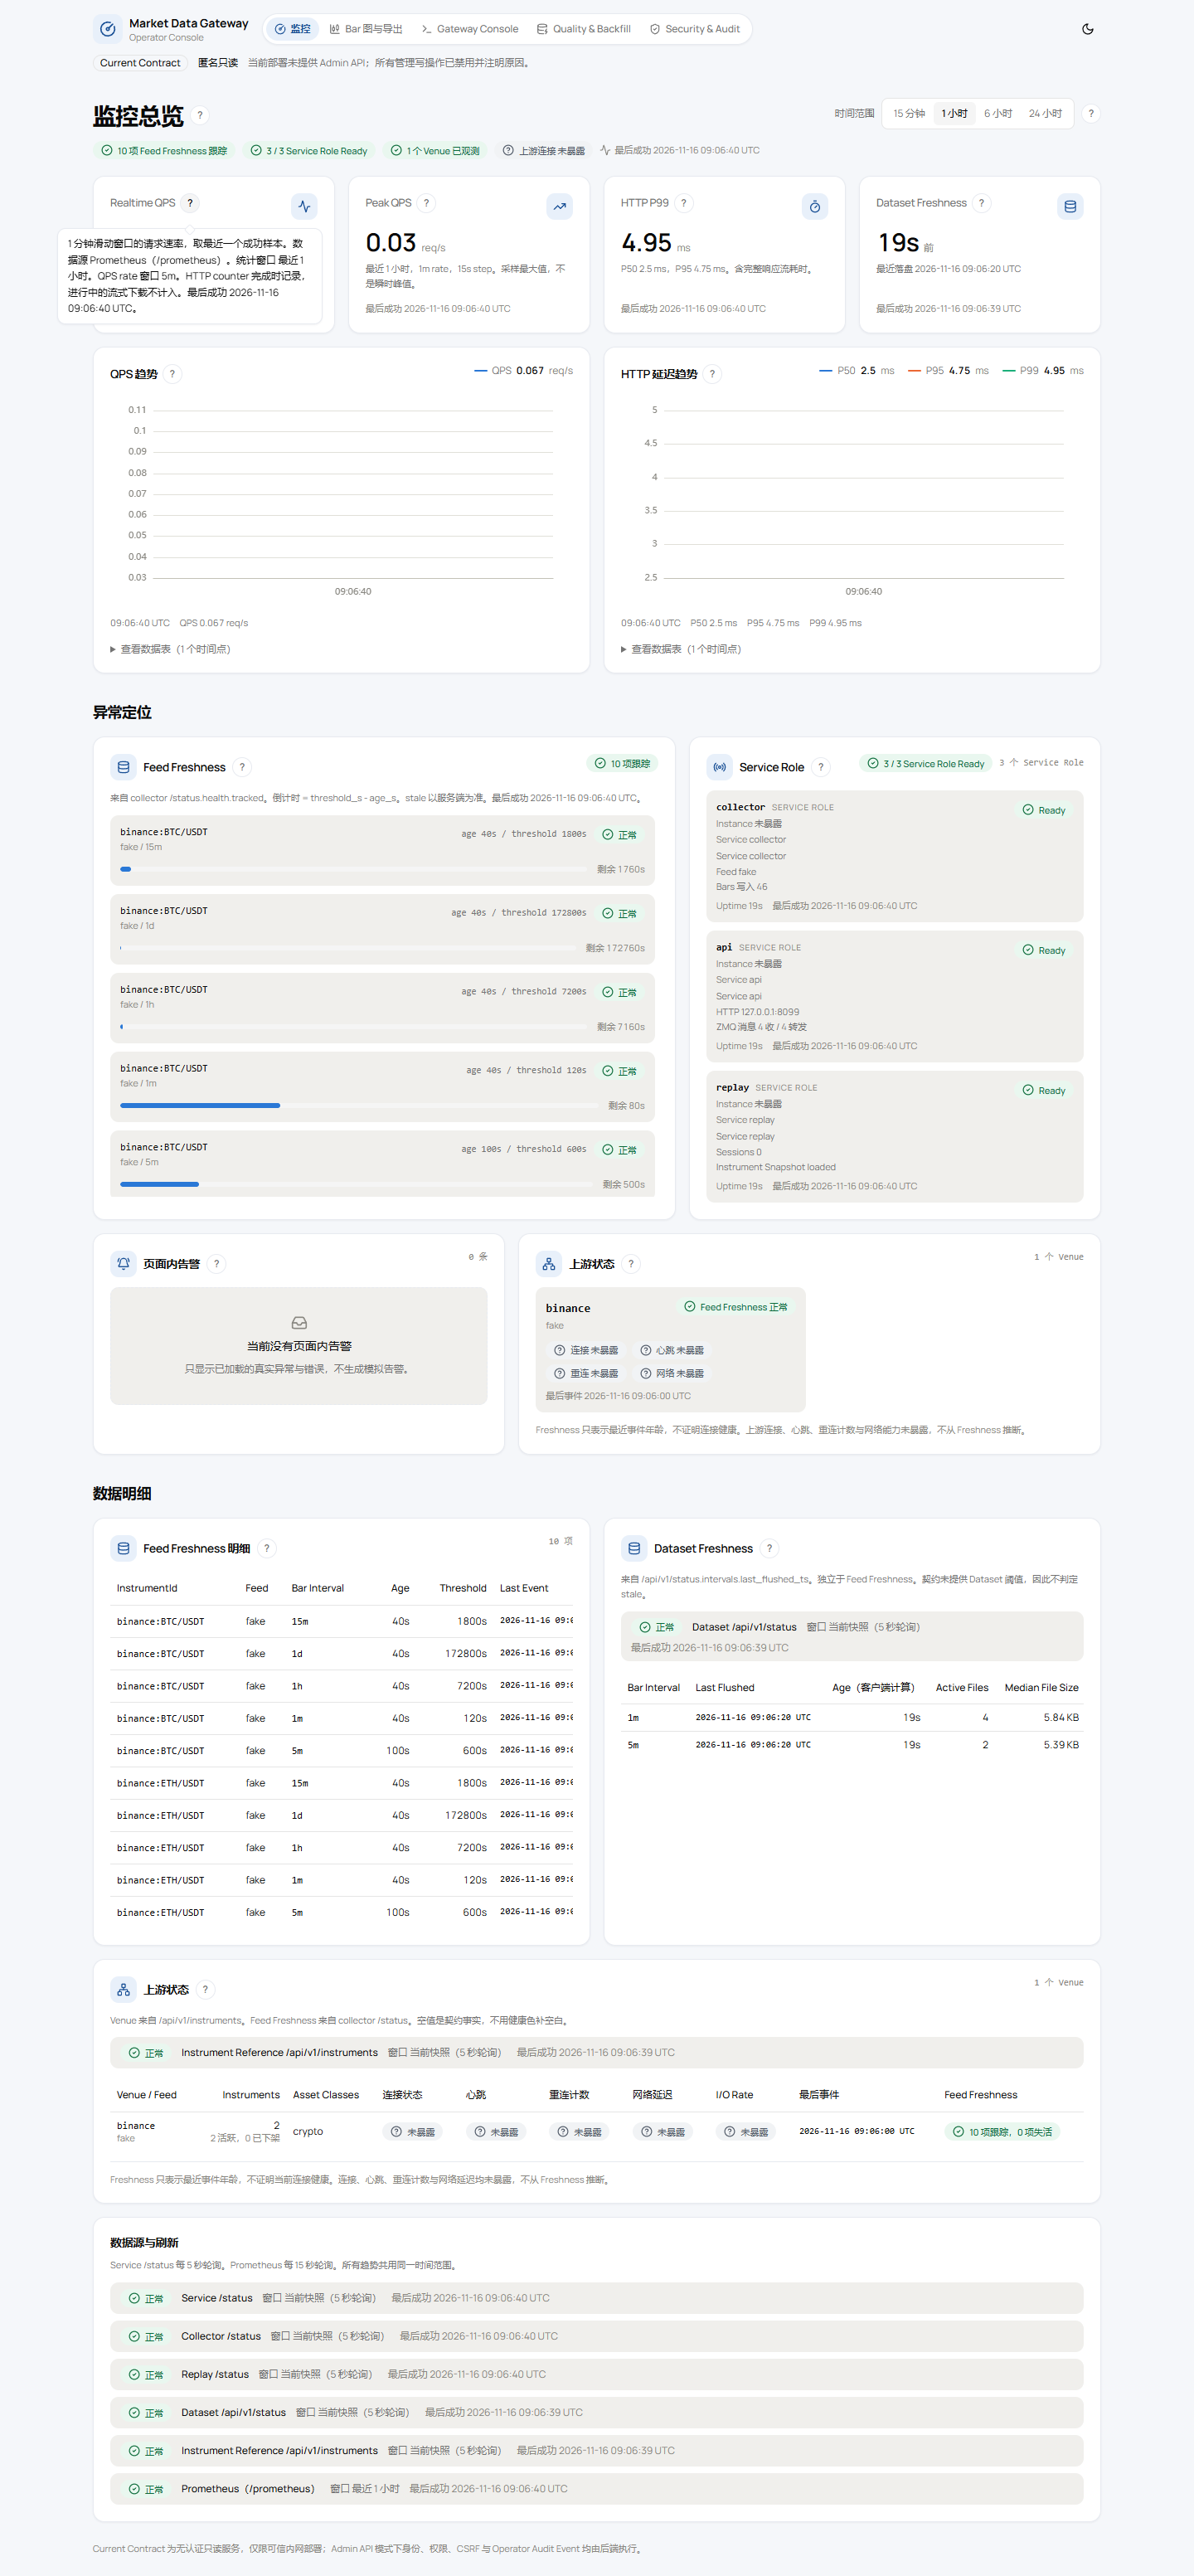 Market Data Gateway
Operator Console
监控
Bar 图与导出
Gateway Console
Quality & Backfill
Security & Audit
Current Contract 匿名只读 当前部署未提供 Admin API；所有管理写操作已禁用并注明原因。
监控总览 ?
时间范围 15 分钟 1 小时 6 小时 24 小时 ?
10 项 Feed Freshness 跟踪 3 / 3 Service Role Ready 1 个 Venue 已观测 上游连接 未暴露 最后成功 2026-11-16 09:06:40 UTC
Realtime QPS ?
1 分钟滑动窗口的请求速率，取最近一个成功样本。数
据源 Prometheus（/prometheus）。统计窗口 最近 1
小时。QPS rate 窗口 5m。HTTP counter 完成时记录，
进行中的流式下载不计入。最后成功 2026-11-16
09:06:40 UTC。
Peak QPS ?
0.03 req/s
最近 1 小时，1m rate，15s step。采样最大值，不
是瞬时峰值。
最后成功 2026-11-16 09:06:40 UTC
HTTP P99 ?
4.95 ms
P50 2.5 ms，P95 4.75 ms。含完整响应流耗时。
最后成功 2026-11-16 09:06:40 UTC
Dataset Freshness ?
19s 前
最近落盘 2026-11-16 09:06:20 UTC
最后成功 2026-11-16 09:06:39 UTC
QPS 趋势 ?
QPS 0.067 req/s
0.11
0.1
0.09
0.08
0.07
0.06
0.05
0.04
0.03
09:06:40
09:06:40 UTC QPS 0.067 req/s
查看数据表（1 个时间点）
HTTP 延迟趋势 ?
P50 2.5 ms P95 4.75 ms P99 4.95 ms
5
4.5
4
3.5
3
2.5
09:06:40
09:06:40 UTC P50 2.5 ms P95 4.75 ms P99 4.95 ms
查看数据表（1 个时间点）
异常定位
Feed Freshness ?
10 项跟踪
来自 collector /status.health.tracked。倒计时 = threshold_s - age_s。stale 以服务端为准。最后成功 2026-11-16 09:06:40 UTC。
binance:BTC/USDT age 40s / threshold 1800s 正常
fake / 15m
剩余 1760s
binance:BTC/USDT age 40s / threshold 172800s 正常
fake / 1d
剩余 172760s
binance:BTC/USDT age 40s / threshold 7200s 正常
fake / 1h
剩余 7160s
binance:BTC/USDT age 40s / threshold 120s 正常
fake / 1m
剩余 80s
binance:BTC/USDT age 100s / threshold 600s 正常
fake / 5m
剩余 500s
Service Role ?
3 / 3 Service Role Ready 3 个 Service Role
collector SERVICE ROLE Ready
Instance 未暴露
Service collector
Service collector
Feed fake
Bars 写入 46
Uptime 19s 最后成功 2026-11-16 09:06:40 UTC
api SERVICE ROLE Ready
Instance 未暴露
Service api
Service api
HTTP 127.0.0.1:8099
ZMQ 消息 4 收 / 4 转发
Uptime 19s 最后成功 2026-11-16 09:06:40 UTC
replay SERVICE ROLE Ready
Instance 未暴露
Service replay
Service replay
Sessions 0
Instrument Snapshot loaded
Uptime 19s 最后成功 2026-11-16 09:06:40 UTC
页面内告警 ?
0 条
当前没有页面内告警
只显示已加载的真实异常与错误，不生成模拟告警。
上游状态 ?
1 个 Venue
binance Feed Freshness 正常
fake
连接 未暴露 心跳 未暴露
重连 未暴露 网络 未暴露
最后事件 2026-11-16 09:06:00 UTC
Freshness 只表示最近事件年龄，不证明连接健康。上游连接、心跳、重连计数与网络能力未暴露，不从 Freshness 推断。
数据明细
Feed Freshness 明细 ?
10 项
InstrumentId Feed Bar Interval Age Threshold Last Event
binance:BTC/USDT fake 15m 40s 1800s 2026-11-16 09:0
binance:BTC/USDT fake 1d 40s 172800s 2026-11-16 09:0
binance:BTC/USDT fake 1h 40s 7200s 2026-11-16 09:0
binance:BTC/USDT fake 1m 40s 120s 2026-11-16 09:0
binance:BTC/USDT fake 5m 100s 600s 2026-11-16 09:0
binance:ETH/USDT fake 15m 40s 1800s 2026-11-16 09:0
binance:ETH/USDT fake 1d 40s 172800s 2026-11-16 09:0
binance:ETH/USDT fake 1h 40s 7200s 2026-11-16 09:0
binance:ETH/USDT fake 1m 40s 120s 2026-11-16 09:0
binance:ETH/USDT fake 5m 100s 600s 2026-11-16 09:0
Dataset Freshness ?
来自 /api/v1/status.intervals.last_flushed_ts。独立于 Feed Freshness。契约未提供 Dataset 阈值，因此不判定
stale。
正常 Dataset /api/v1/status 窗口 当前快照（5 秒轮询）
最后成功 2026-11-16 09:06:39 UTC
Bar Interval Last Flushed Age（客户端计算） Active Files Median File Size
1m 2026-11-16 09:06:20 UTC 19s 4 5.84 KB
5m 2026-11-16 09:06:20 UTC 19s 2 5.39 KB
上游状态 ?
1 个 Venue
Venue 来自 /api/v1/instruments。Feed Freshness 来自 collector /status。空值是契约事实，不用健康色补空白。
正常 Instrument Reference /api/v1/instruments 窗口 当前快照（5 秒轮询） 最后成功 2026-11-16 09:06:39 UTC
Venue / Feed Instruments Asset Classes 连接状态 心跳 重连计数 网络延迟 I/O Rate 最后事件 Feed Freshness
binance 2 crypto 未暴露 未暴露 未暴露 未暴露 未暴露 2026-11-16 09:06:00 UTC 10 项跟踪，0 项失活
fake 2 活跃，0 已下架
Freshness 只表示最近事件年龄，不证明当前连接健康。连接、心跳、重连计数与网络延迟均未暴露，不从 Freshness 推断。
数据源与刷新
Service /status 每 5 秒轮询。Prometheus 每 15 秒轮询。所有趋势共用同一时间范围。
正常 Service /status 窗口 当前快照（5 秒轮询） 最后成功 2026-11-16 09:06:40 UTC
正常 Collector /status 窗口 当前快照（5 秒轮询） 最后成功 2026-11-16 09:06:40 UTC
正常 Replay /status 窗口 当前快照（5 秒轮询） 最后成功 2026-11-16 09:06:40 UTC
正常 Dataset /api/v1/status 窗口 当前快照（5 秒轮询） 最后成功 2026-11-16 09:06:39 UTC
正常 Instrument Reference /api/v1/instruments 窗口 当前快照（5 秒轮询） 最后成功 2026-11-16 09:06:39 UTC
正常 Prometheus（/prometheus） 窗口 最近 1 小时 最后成功 2026-11-16 09:06:40 UTC
Current Contract 为无认证只读服务，仅限可信内网部署；Admin API 模式下身份、权限、CSRF 与 Operator Audit Event 均由后端执行。